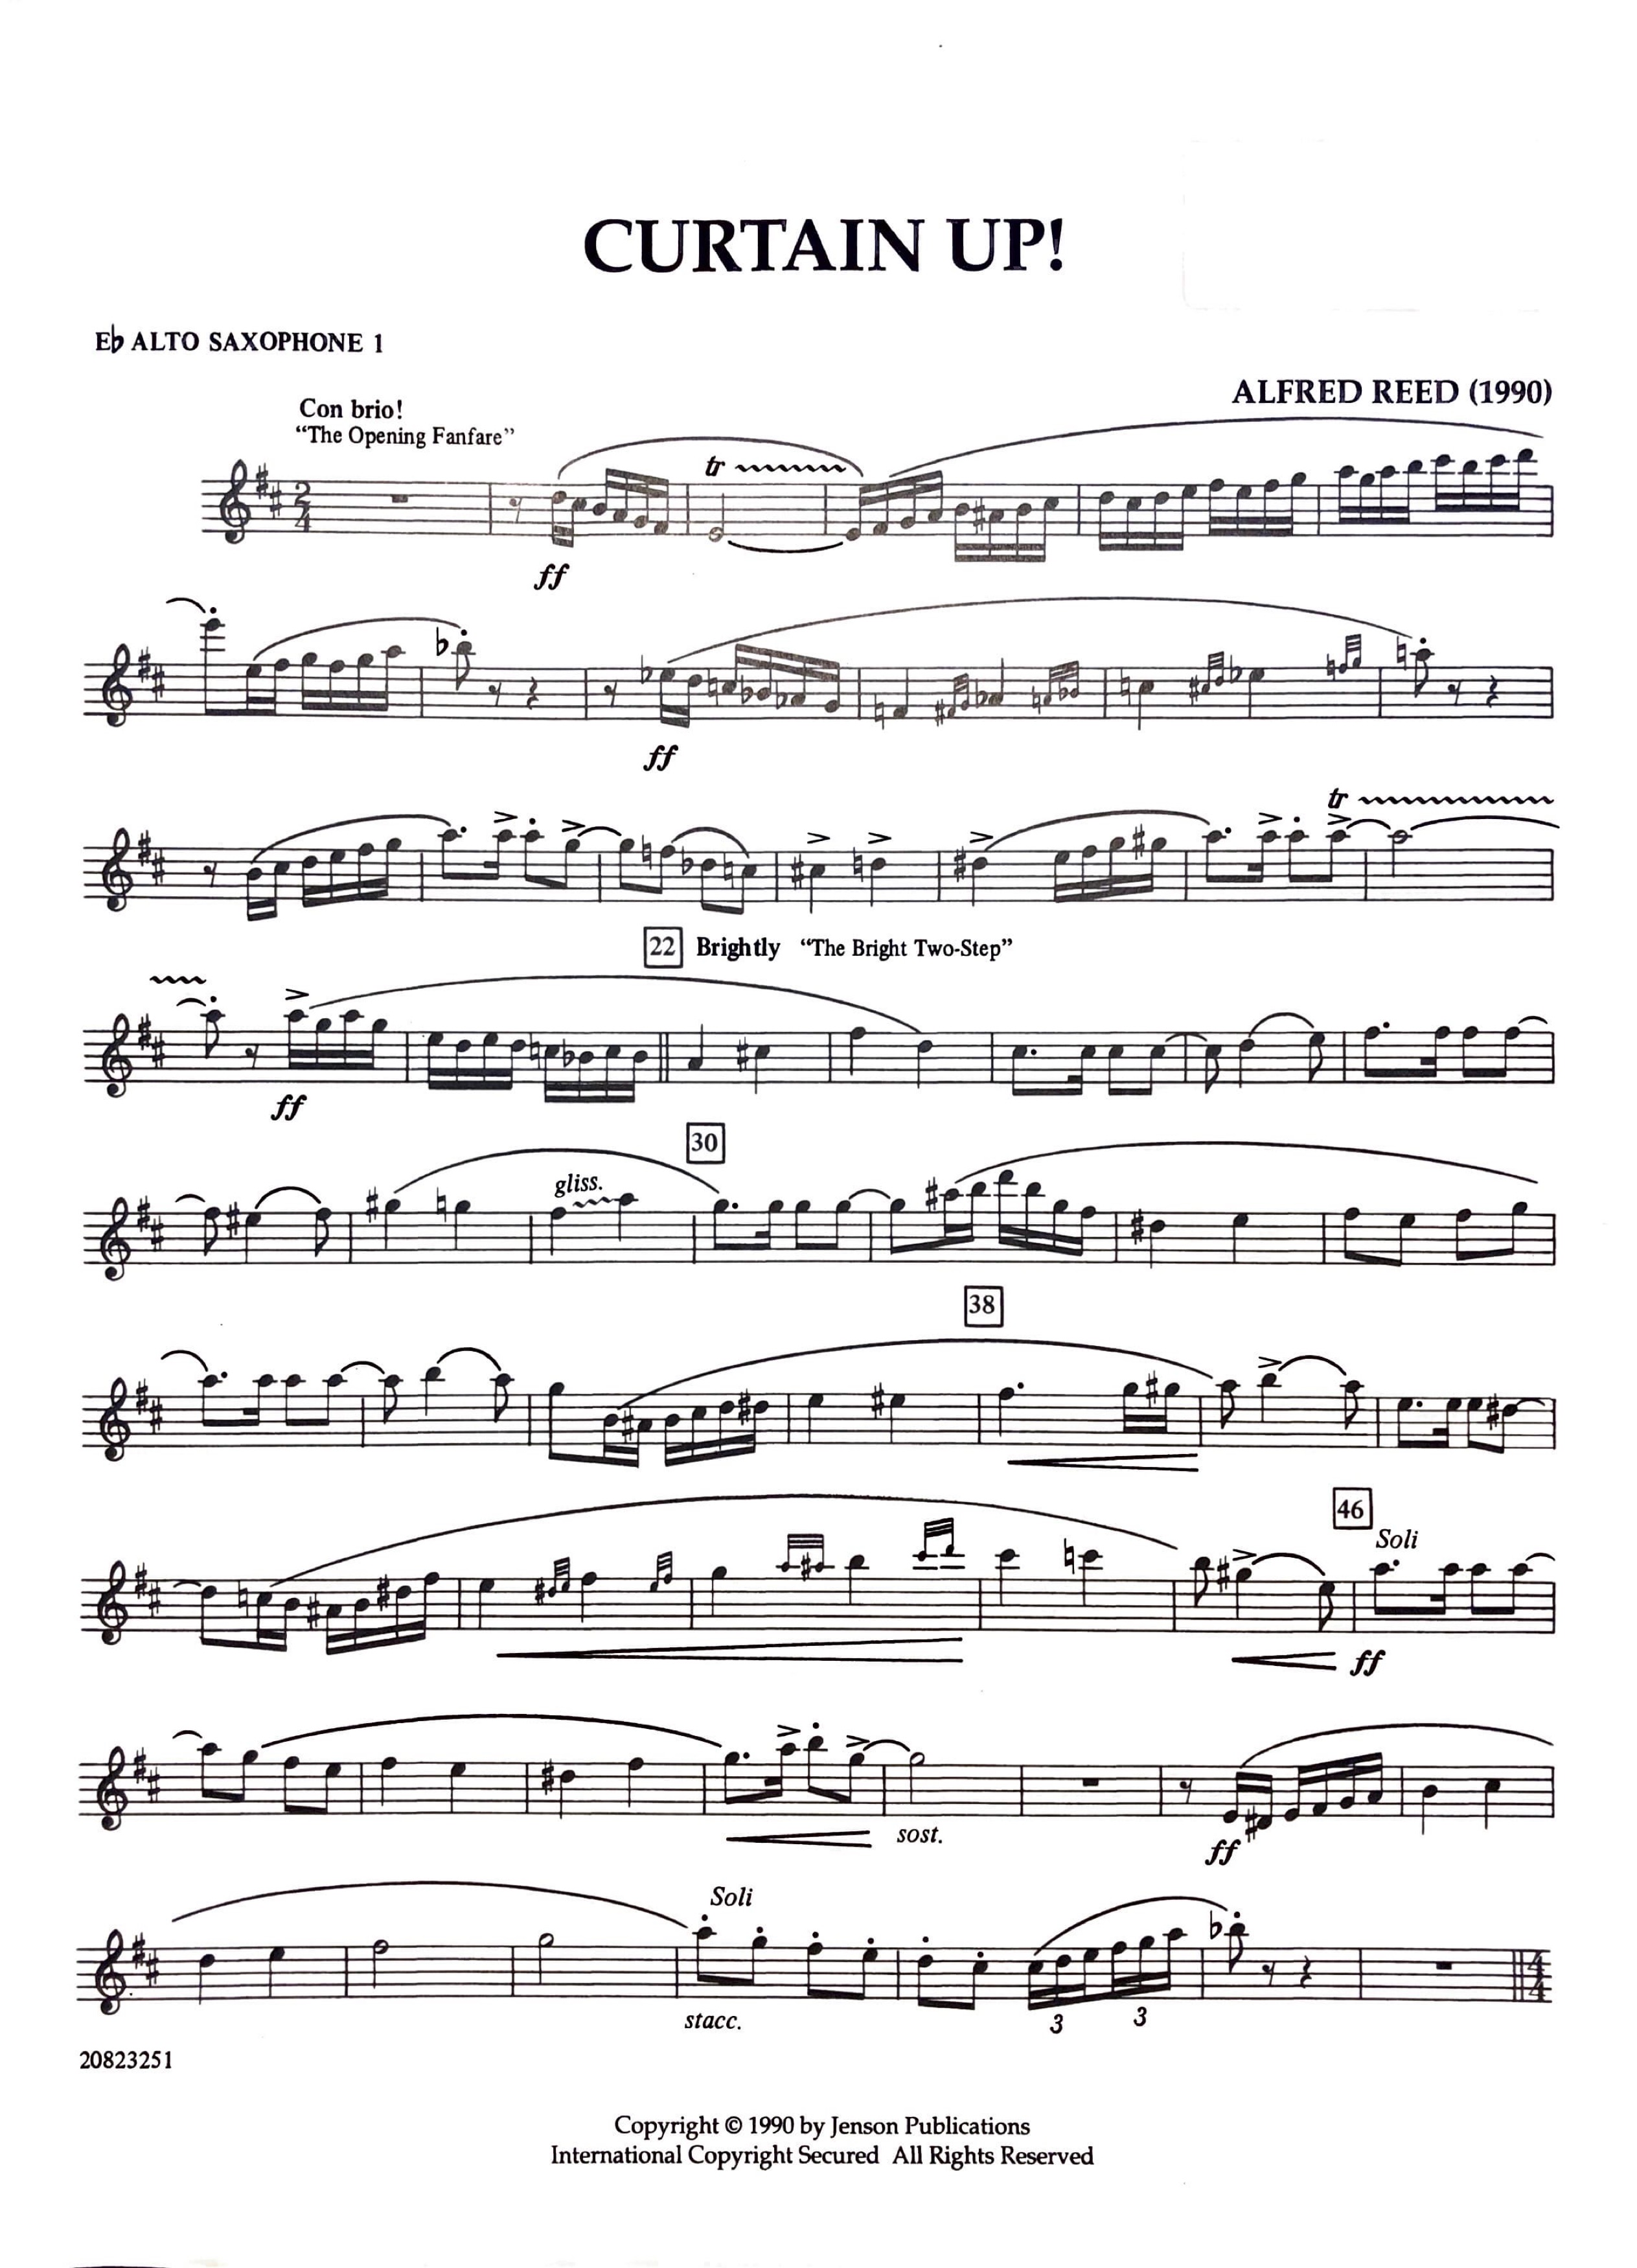 CURTAIN UP!
E♭ ALTO SAXOPHONE 1
ALFRED REED (1990)
Con brio!
“The Opening Fanfare”
tr
2
4
ff
ff
tr
22 Brightly “The Bright Two-Step”
ff
30
gliss.
38
46
Soli
ff
sost.
ff
Soli
4
4
stacc.
3 3
20823251
Copyright © 1990 by Jenson Publications
International Copyright Secured All Rights Reserved